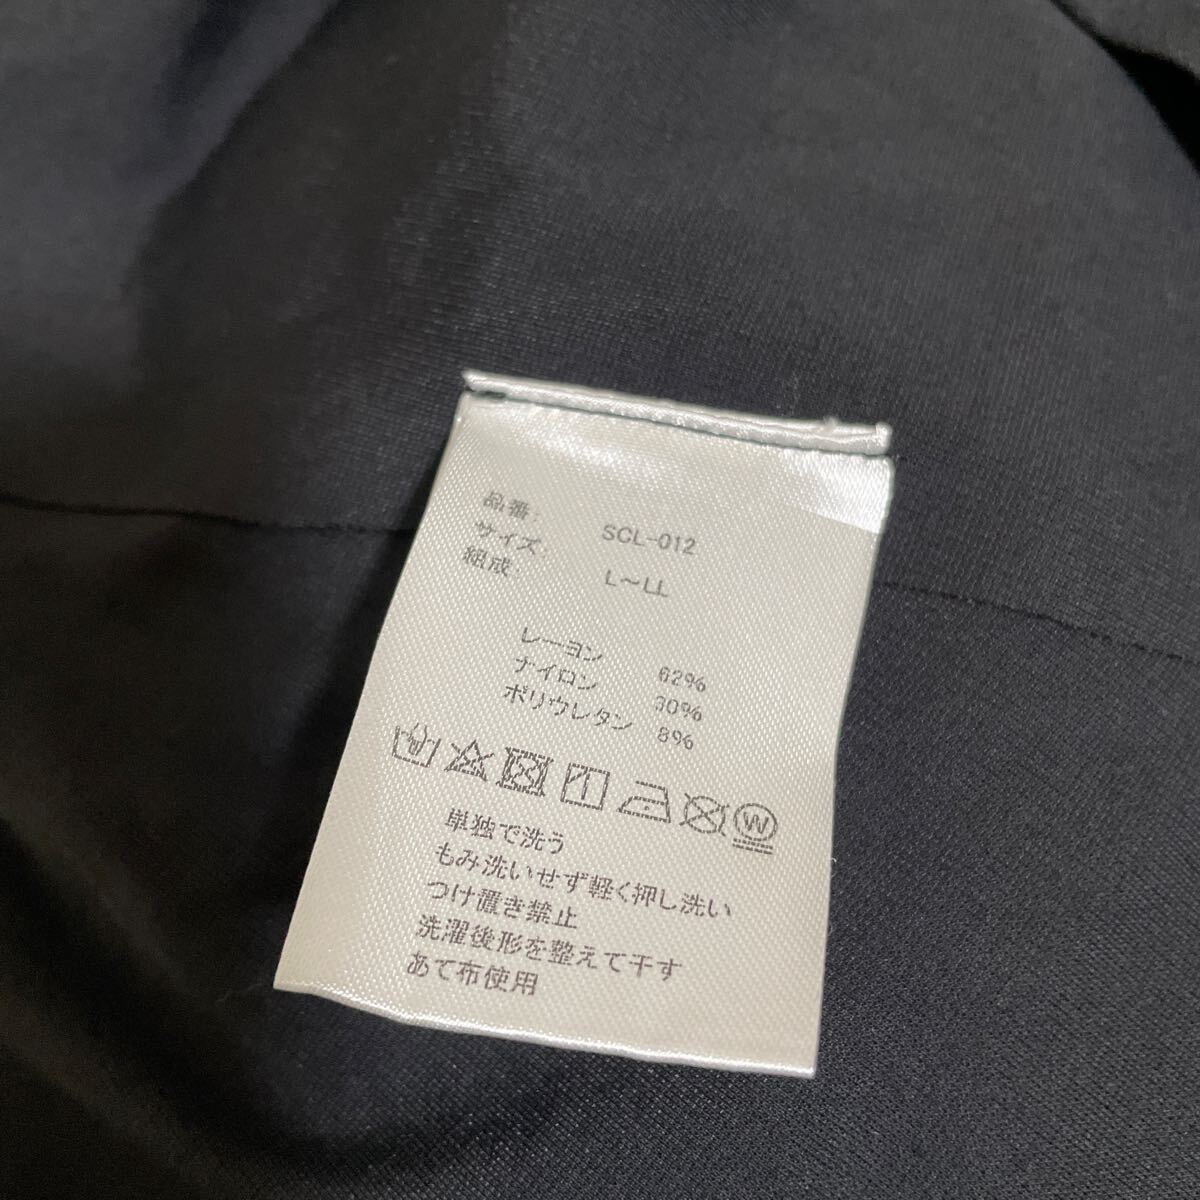 品番: SCL-012
サイズ: L～LL
組成:
レーヨン 62%
ナイロン 30%
ポリウレタン 8%
W
単独で洗う
もみ洗いせず軽く押し洗い
つけ置き禁止
洗濯後形を整えて干す
あて布使用